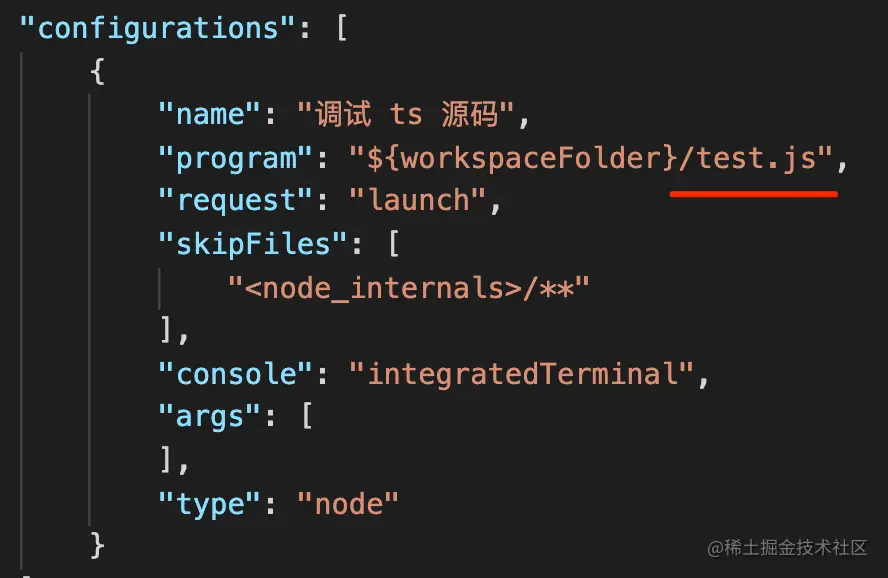 "configurations": [
{
"name": "调试 ts 源码",
"program": "${workspaceFolder}/test.js",
"request": "launch",
"skipFiles": [
"<node_internals>/**"
],
"console": "integratedTerminal",
"args": [
],
"type": "node"
}
@稀土掘金技术社区